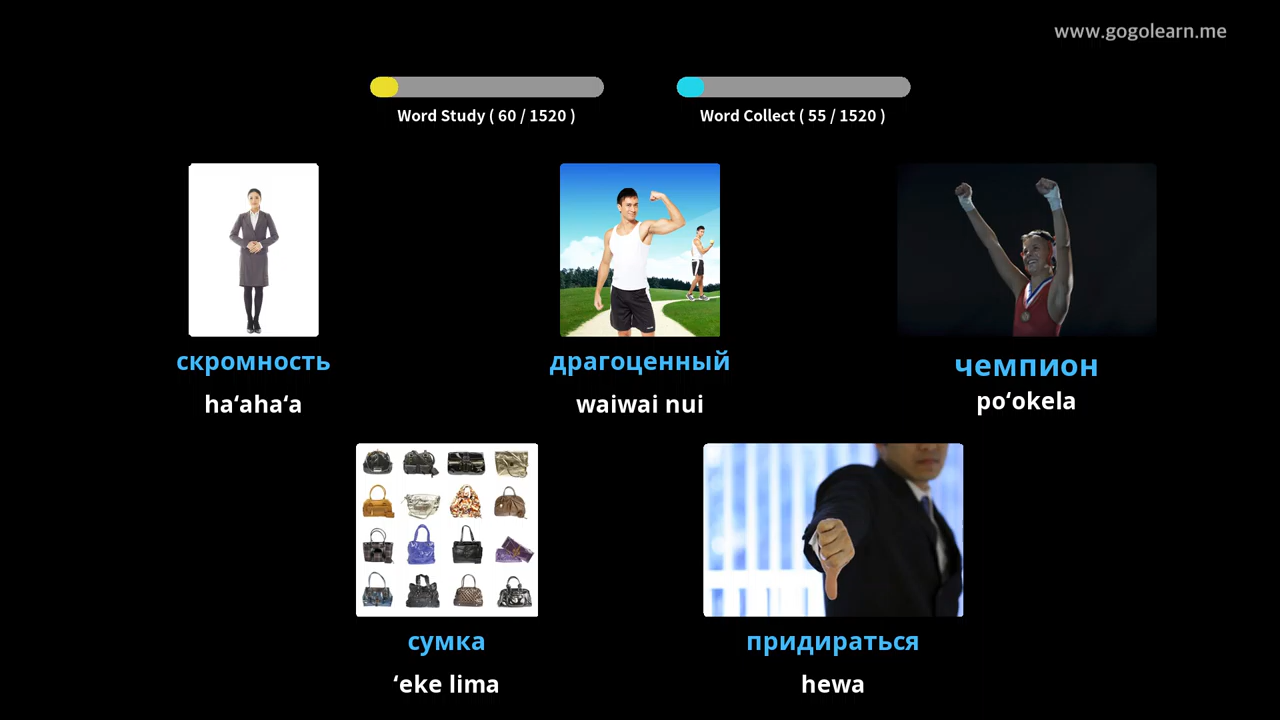 www.gogolearn.me
Word Study ( 60 / 1520 )
Word Collect ( 55 / 1520 )
скромность
haʻahaʻa
драгоценный
waiwai nui
чемпион
poʻokela
сумка
ʻeke lima
придираться
hewa